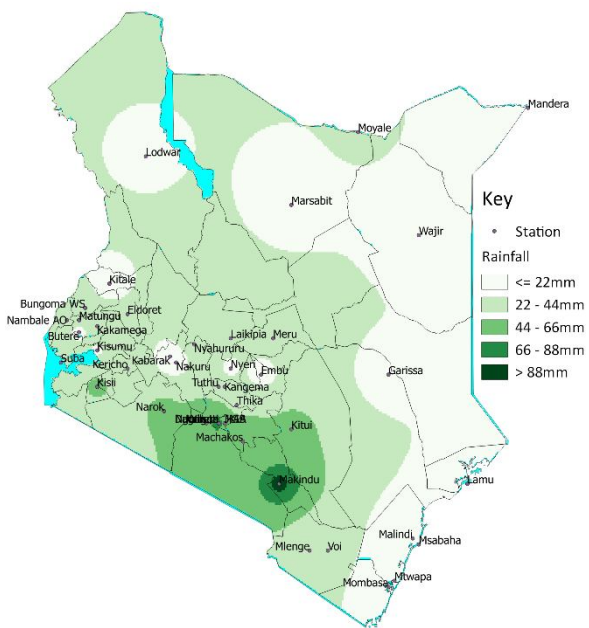 Mandera
Moyale
Lodwar
Marsabit
Wajir
Key
Station
Rainfall
<= 22mm
22 - 44mm
44 - 66mm
66 - 88mm
> 88mm
Kitale
Bungoma WS
Eldoret
Nambale AO
Matungu
Kakamega
Butere
Kisumu
Suba
Kericho
Kabarak
Nakuru
Nyahururu
Laikipia
Meru
Nyeri
Embu
Garissa
Kisii
Tuthu
Kangema
Thika
Narok
Machakos
Kitui
Makindu
Lamu
Malindi
Msabaha
Mlenge
Voi
Mombasa
Mtwapa